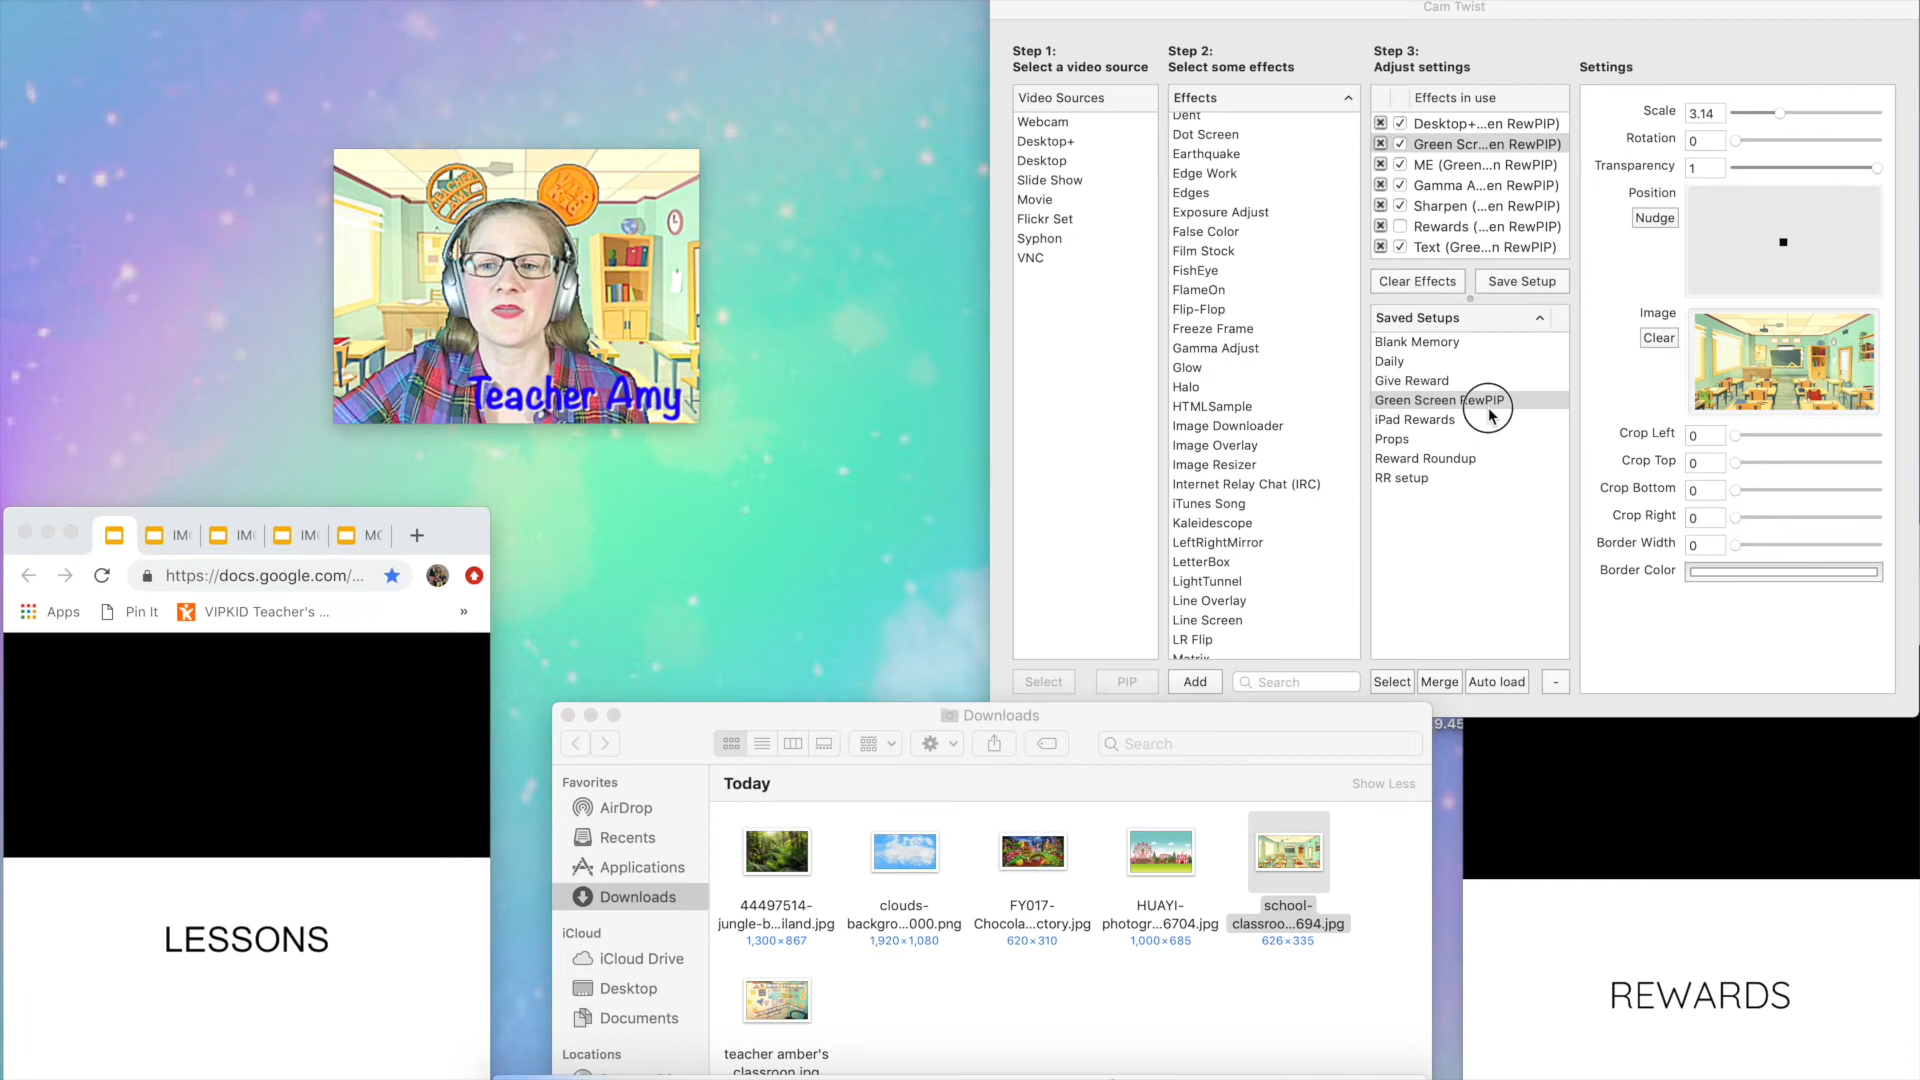 Cam Twist
Step 1:
Select a video source
Step 2:
Select some effects
Step 3:
Adjust settings
Settings
Video Sources
Webcam
Desktop+
Desktop
Slide Show
Movie
Flickr Set
Syphon
VNC
Effects
Dent
Dot Screen
Earthquake
Edge Work
Edges
Exposure Adjust
False Color
Film Stock
FishEye
FlameOn
Flip-Flop
Freeze Frame
Gamma Adjust
Glow
Halo
HTMLSample
Image Downloader
Image Overlay
Image Resizer
Internet Relay Chat (IRC)
iTunes Song
Kaleidescope
LeftRightMirror
LetterBox
LightTunnel
Line Overlay
Line Screen
LR Flip
Matrix
Effects in use
Desktop+...en RewPIP)
Green Scr...en RewPIP)
ME (Green...n RewPIP)
Gamma A...en RewPIP)
Sharpen (...en RewPIP)
Rewards (...en RewPIP)
Text (Gree...n RewPIP)
Clear Effects
Save Setup
Saved Setups
Blank Memory
Daily
Give Reward
Green Screen RewPIP
iPad Rewards
Props
Reward Roundup
RR setup
Scale 3.14
Rotation 0
Transparency 1
Position
Nudge
Image
Clear
Crop Left 0
Crop Top 0
Crop Bottom 0
Crop Right 0
Border Width 0
Border Color
Select
PIP
Add
Search
Select
Merge
Auto load
-
TEACHER
AMY
VIP
KID
Teacher Amy
MC
https://docs.google.com/...
Apps
Pin It
VIPKID Teacher's ...
»
LESSONS
Downloads
Search
Favorites
AirDrop
Recents
Applications
Downloads
iCloud
iCloud Drive
Desktop
Documents
Locations
Today
Show Less
44497514-
jungle-b...iland.jpg
1,300×867
clouds-
backgro...000.png
1,920×1,080
FY017-
Chocola...ctory.jpg
620×310
HUAYI-
photogr...6704.jpg
1,000×685
school-
classroo...694.jpg
626×335
teacher amber's
classroon.jpg
9.45
REWARDS